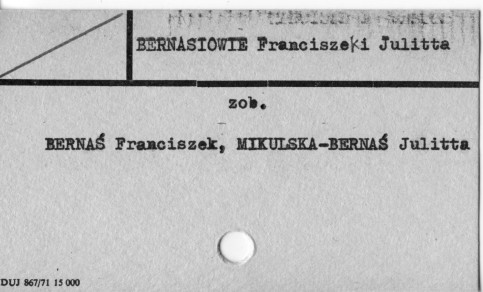 BERNASIOWIE Franciszek i Julitta
zob.
BERNAŚ Franciszek, MIKULSKA-BERNAŚ Julitta
DUJ 867/71 15 000